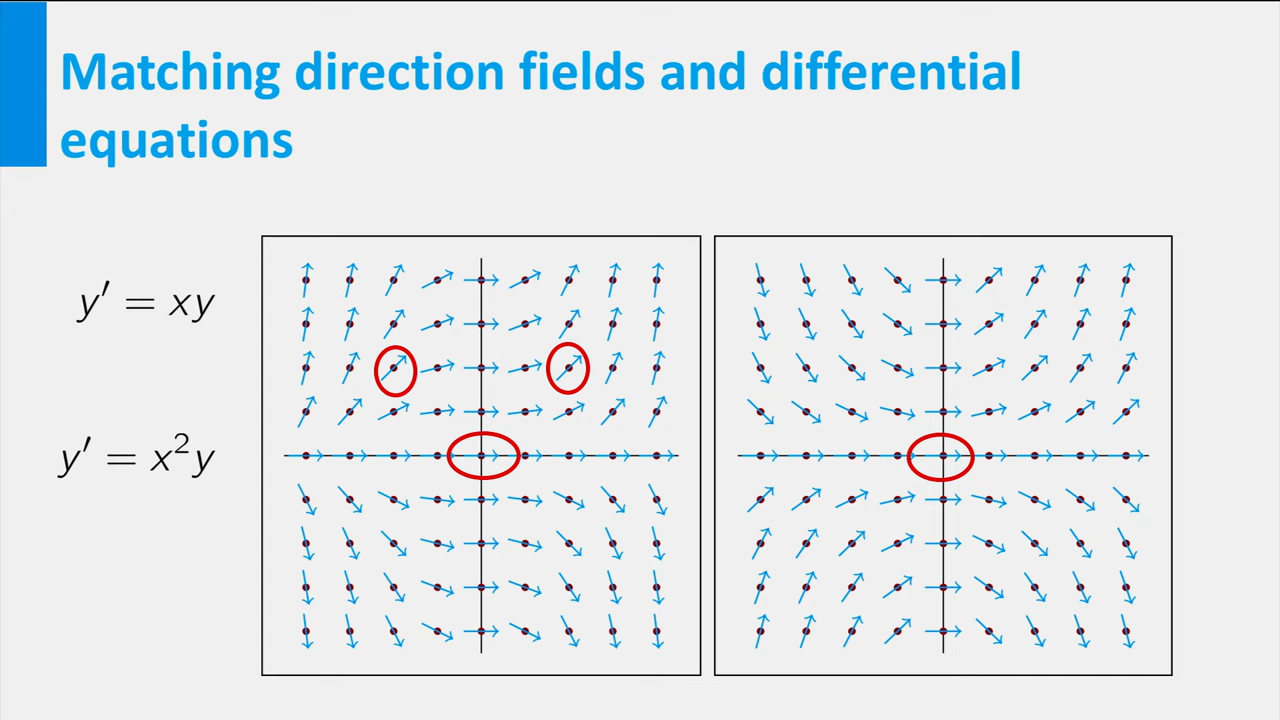 Matching direction fields and differential
equations
y′ = xy
y′ = x²y